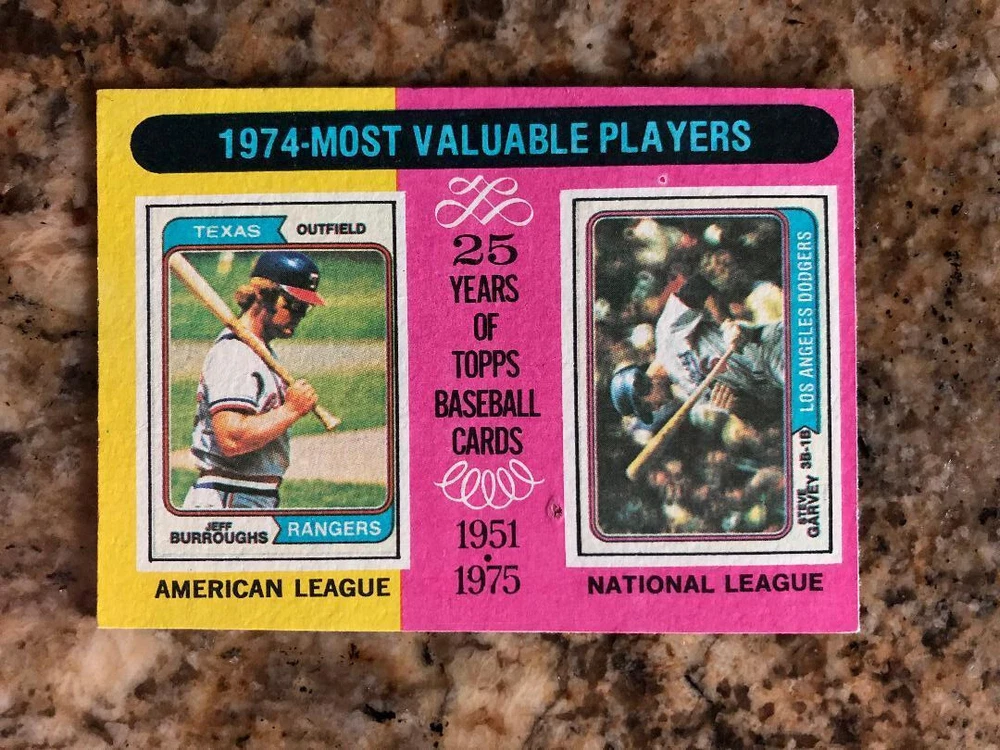 1974-MOST VALUABLE PLAYERS
TEXAS
OUTFIELD
JEFF
BURROUGHS
RANGERS
AMERICAN LEAGUE
25
YEARS
OF
TOPPS
BASEBALL
CARDS
1951
•
1975
LOS ANGELES DODGERS
STEVE
GARVEY 3B-1B
NATIONAL LEAGUE